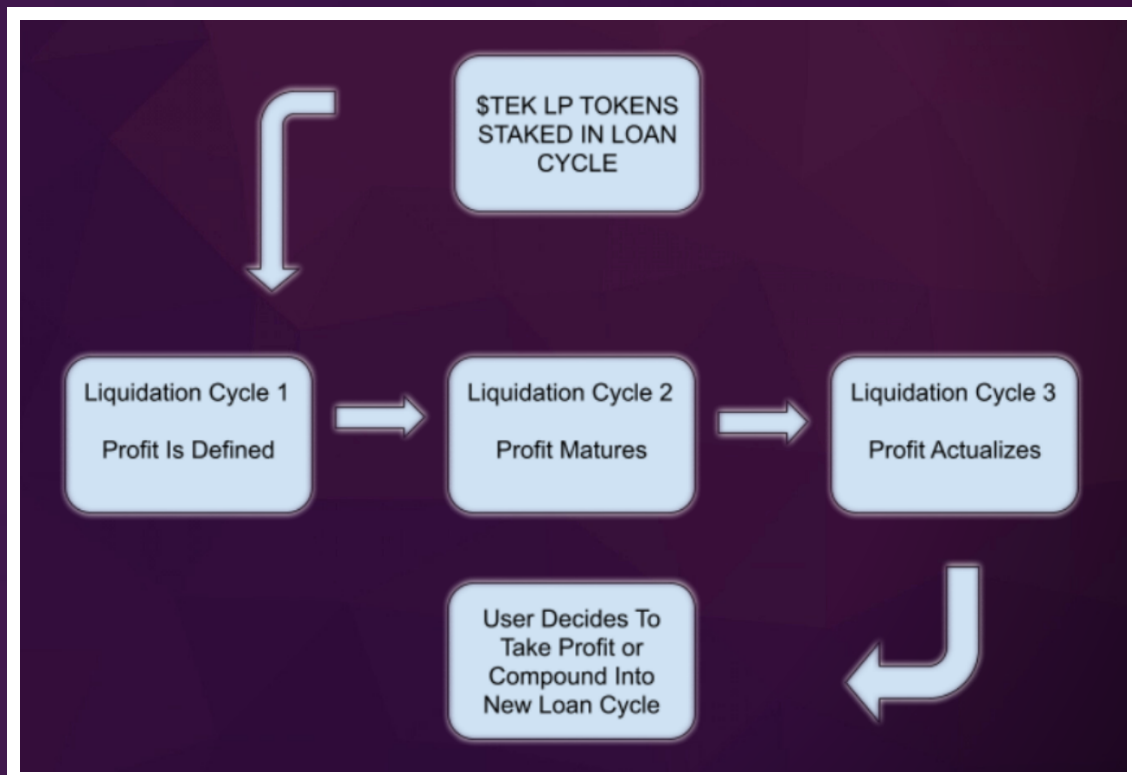 $TEK LP TOKENS
STAKED IN LOAN
CYCLE
Liquidation Cycle 1
Profit Is Defined
Liquidation Cycle 2
Profit Matures
Liquidation Cycle 3
Profit Actualizes
User Decides To
Take Profit or
Compound Into
New Loan Cycle